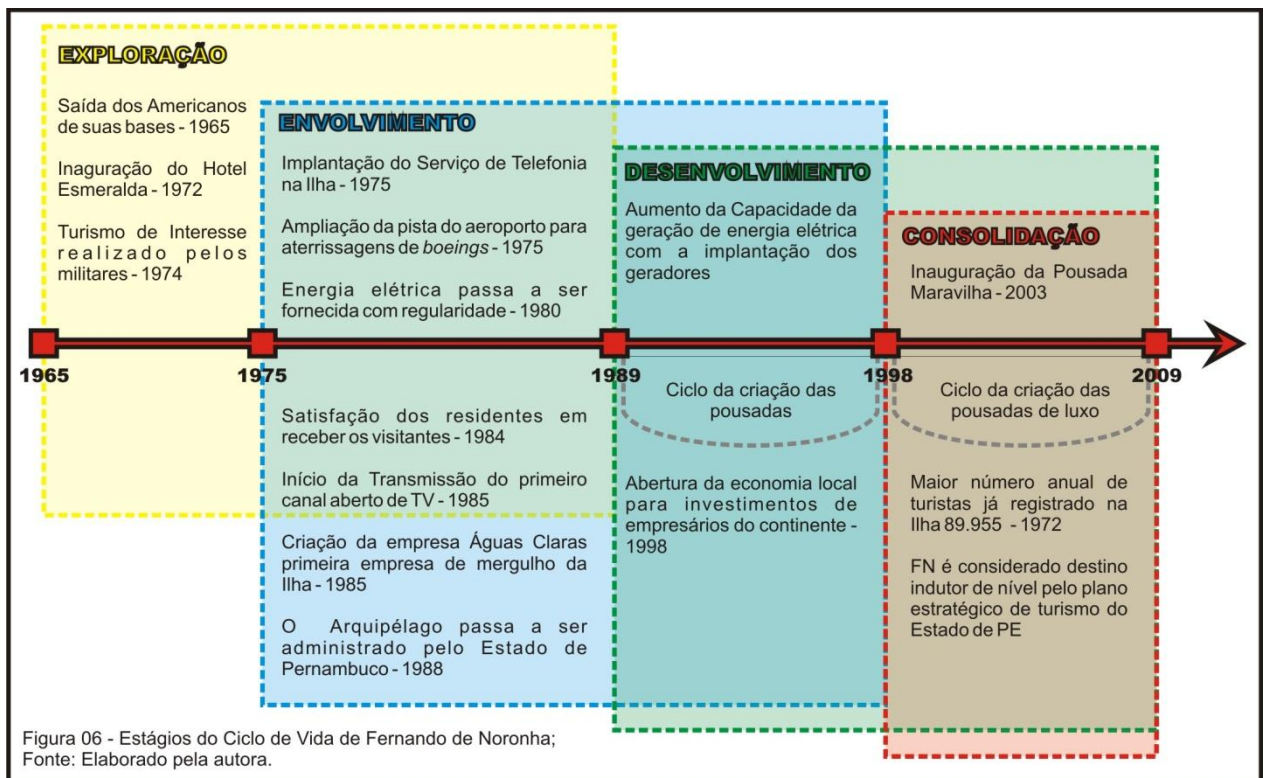 EXPLORAÇÃO
Saída dos Americanos
de suas bases - 1965
Inaguração do Hotel
Esmeralda - 1972
Turismo de Interesse
realizado pelos
militares - 1974
ENVOLVIMENTO
Implantação do Serviço de Telefonia
na Ilha - 1975
Ampliação da pista do aeroporto para
aterrissagens de boeings - 1975
Energia elétrica passa a ser
fornecida com regularidade - 1980
DESENVOLVIMENTO
Aumento da Capacidade da
geração de energia elétrica
com a implantação dos
geradores
CONSOLIDAÇÃO
Inauguração da Pousada
Maravilha - 2003
1965
1975
1989
1998
2009
Satisfação dos residentes em
receber os visitantes - 1984
Início da Transmissão do primeiro
canal aberto de TV - 1985
Criação da empresa Águas Claras
primeira empresa de mergulho da
Ilha - 1985
O Arquipélago passa a ser
administrado pelo Estado de
Pernambuco - 1988
Ciclo da criação das
pousadas
Abertura da economia local
para investimentos de
empresários do continente -
1998
Ciclo da criação das
pousadas de luxo
Maior número anual de
turistas já registrado na
Ilha 89.955 - 1972
FN é considerado destino
indutor de nível pelo plano
estratégico de turismo do
Estado de PE
Figura 06 - Estágios do Ciclo de Vida de Fernando de Noronha;
Fonte: Elaborado pela autora.